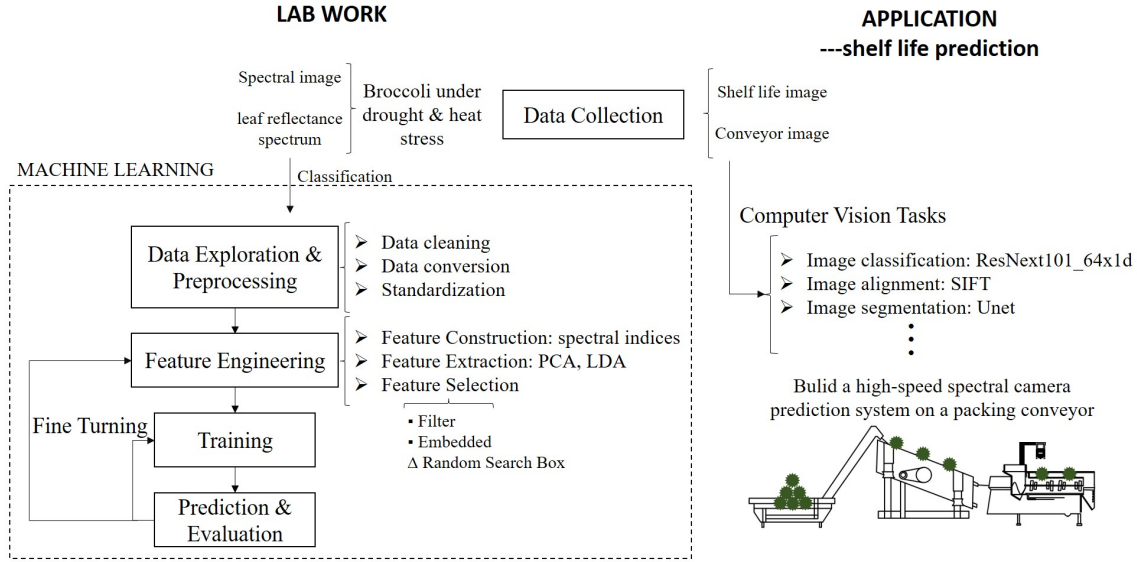 LAB WORK
APPLICATION
---shelf life prediction
Spectral image
leaf reflectance
spectrum
Broccoli under
drought & heat
stress
Data Collection
Shelf life image
Conveyor image
MACHINE LEARNING
Classification
Data Exploration &
Preprocessing
➢ Data cleaning
➢ Data conversion
➢ Standardization
Feature Engineering
➢ Feature Construction: spectral indices
➢ Feature Extraction: PCA, LDA
➢ Feature Selection
▪ Filter
▪ Embedded
Δ Random Search Box
Fine Turning
Training
Prediction &
Evaluation
Computer Vision Tasks
➢ Image classification: ResNext101_64x1d
➢ Image alignment: SIFT
➢ Image segmentation: Unet
Bulid a high-speed spectral camera
prediction system on a packing conveyor